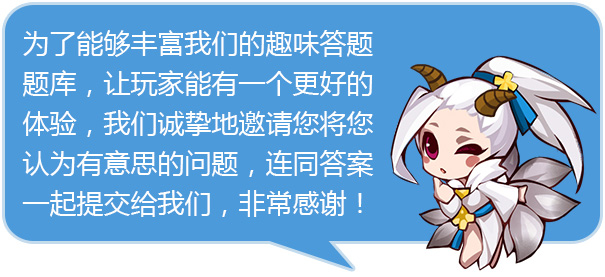 为了能够丰富我们的趣味答题
题库，让玩家能有一个更好的
体验，我们诚挚地邀请您将您
认为有意思的问题，连同答案
一起提交给我们，非常感谢！